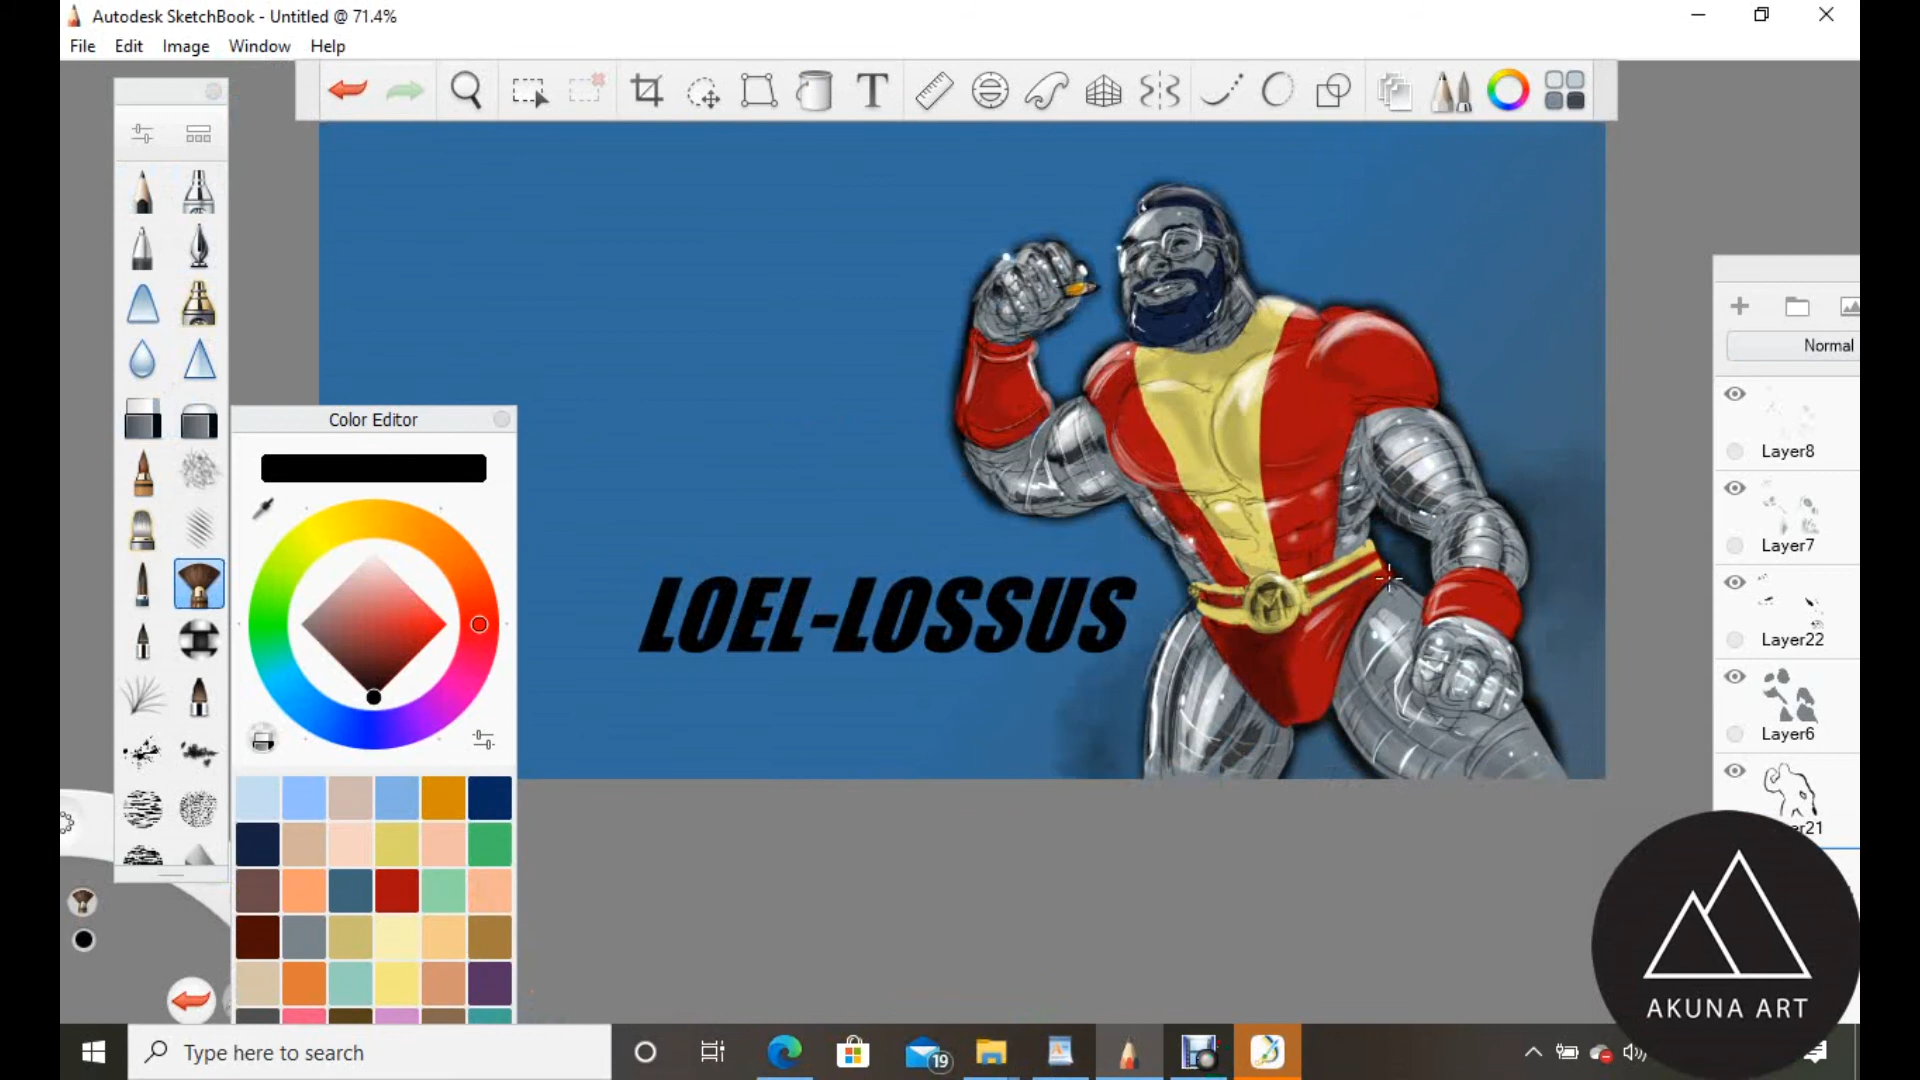 Autodesk SketchBook - Untitled @ 71.4%
File Edit Image Window Help
T
Color Editor
Normal
Layer8
Layer7
Layer22
Layer6
er21
M
LOEL-LOSSUS
AKUNA ART
Type here to search
19